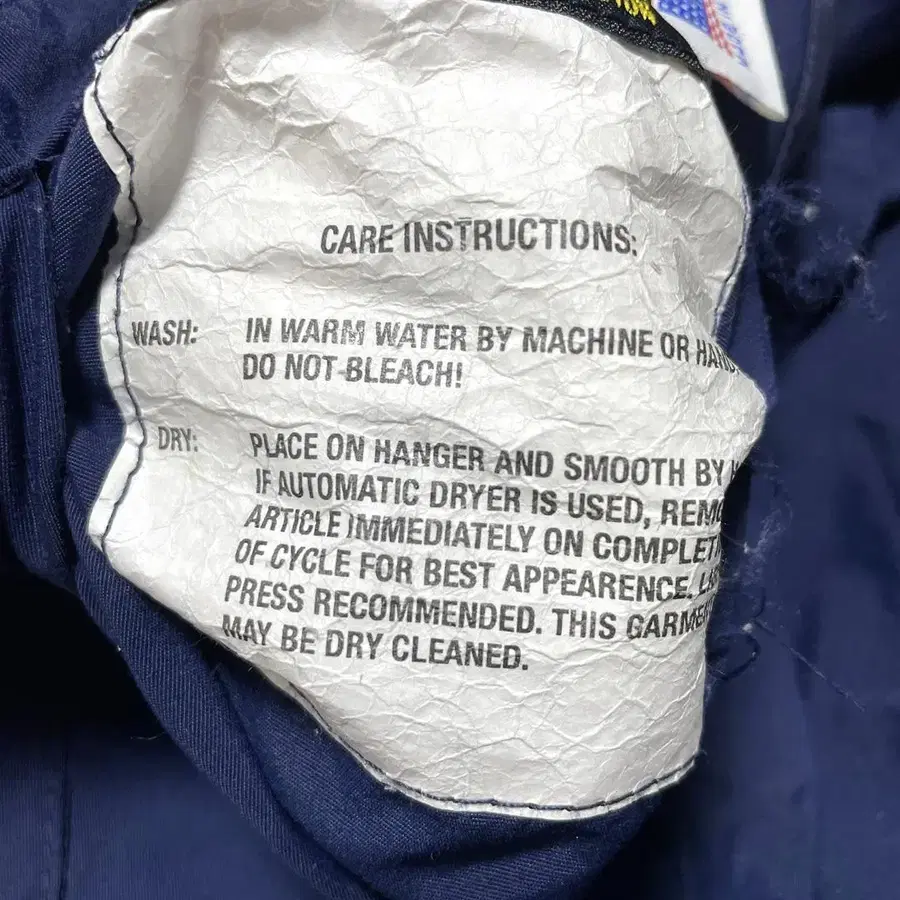 CARE INSTRUCTIONS:
WASH: IN WARM WATER BY MACHINE OR HAND.
DO NOT BLEACH!
DRY: PLACE ON HANGER AND SMOOTH BY
IF AUTOMATIC DRYER IS USED,
ARTICLE IMMEDIATELY ON
OF CYCLE FOR BEST APPEARENCE.
PRESS RECOMMENDED. THIS
MAY BE DRY CLEANED.